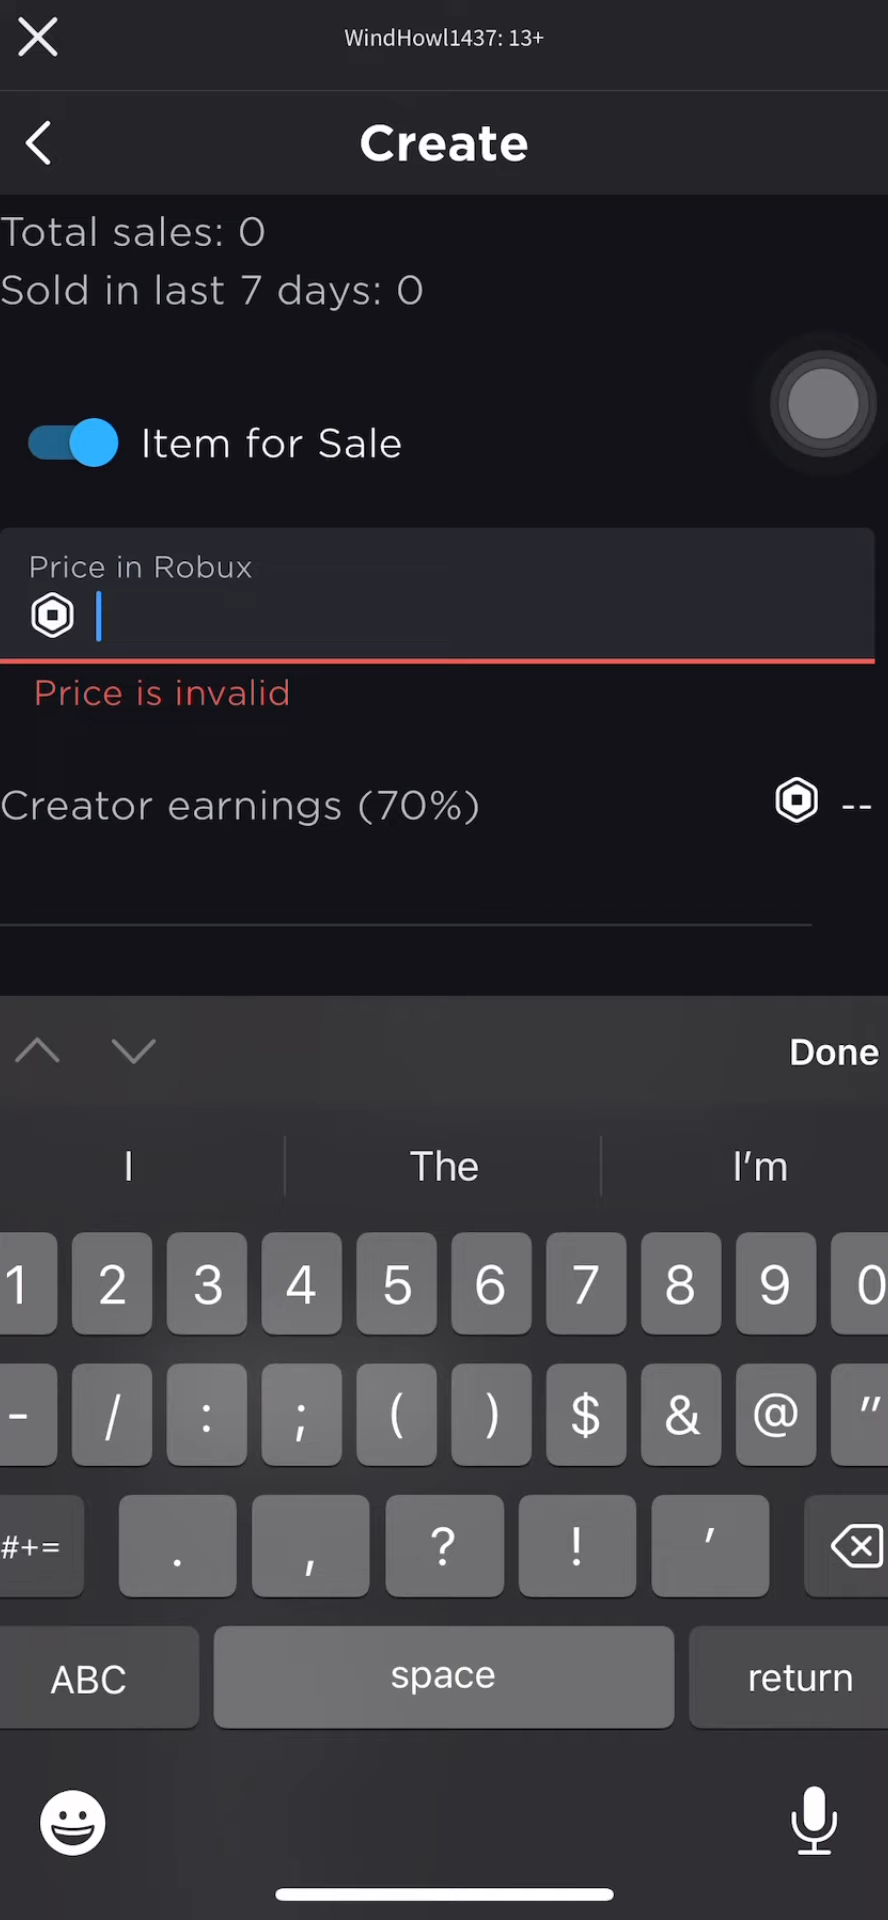 WindHowl1437: 13+
Create
Total sales: 0
Sold in last 7 days: 0
Item for Sale
Price in Robux
Price is invalid
Creator earnings (70%) --
Done
I The I'm
1 2 3 4 5 6 7 8 9 0
- / : ; ( ) $ & @ "
#+= . , ? ! '
ABC space return